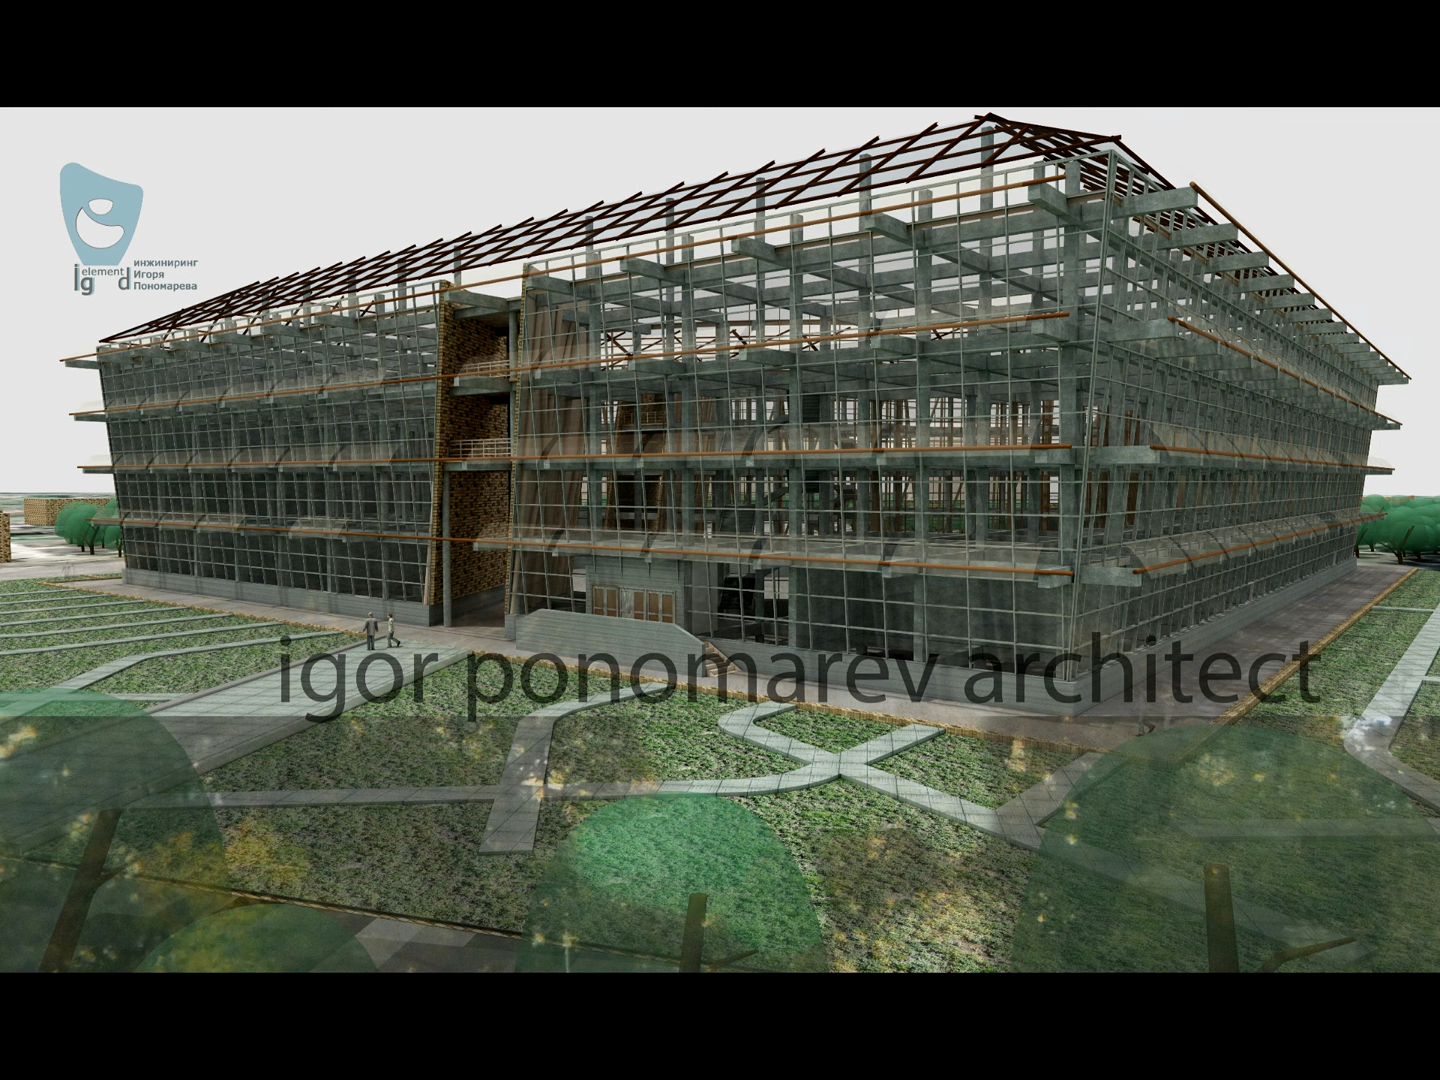 инжиниринг
Игоря
Пономарева
element
ig d
igor ponomarev architect